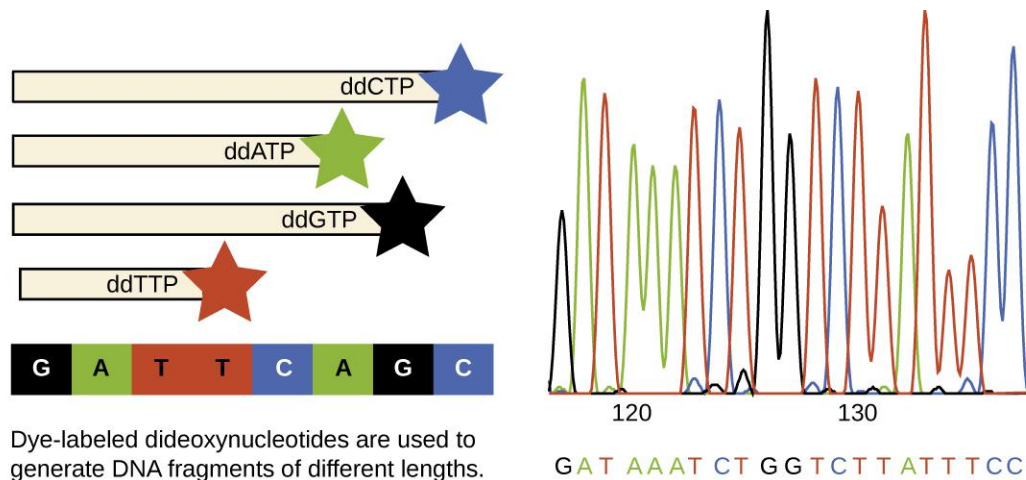 ddCTP
ddATP
ddGTP
ddTTP
G A T T C A G C
Dye-labeled dideoxynucleotides are used to
generate DNA fragments of different lengths.
120 130
GAT AAAT CT GGTCTTATTTCC